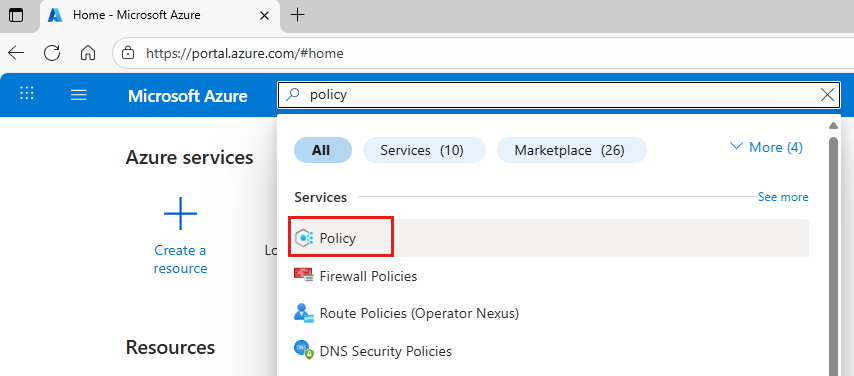 Home - Microsoft Azure
https://portal.azure.com/#home
Microsoft Azure
policy
All
Services (10)
Marketplace (26)
More (4)
Azure services
Services
See more
Create a
resource
Lo
Policy
Firewall Policies
Route Policies (Operator Nexus)
DNS Security Policies
Resources